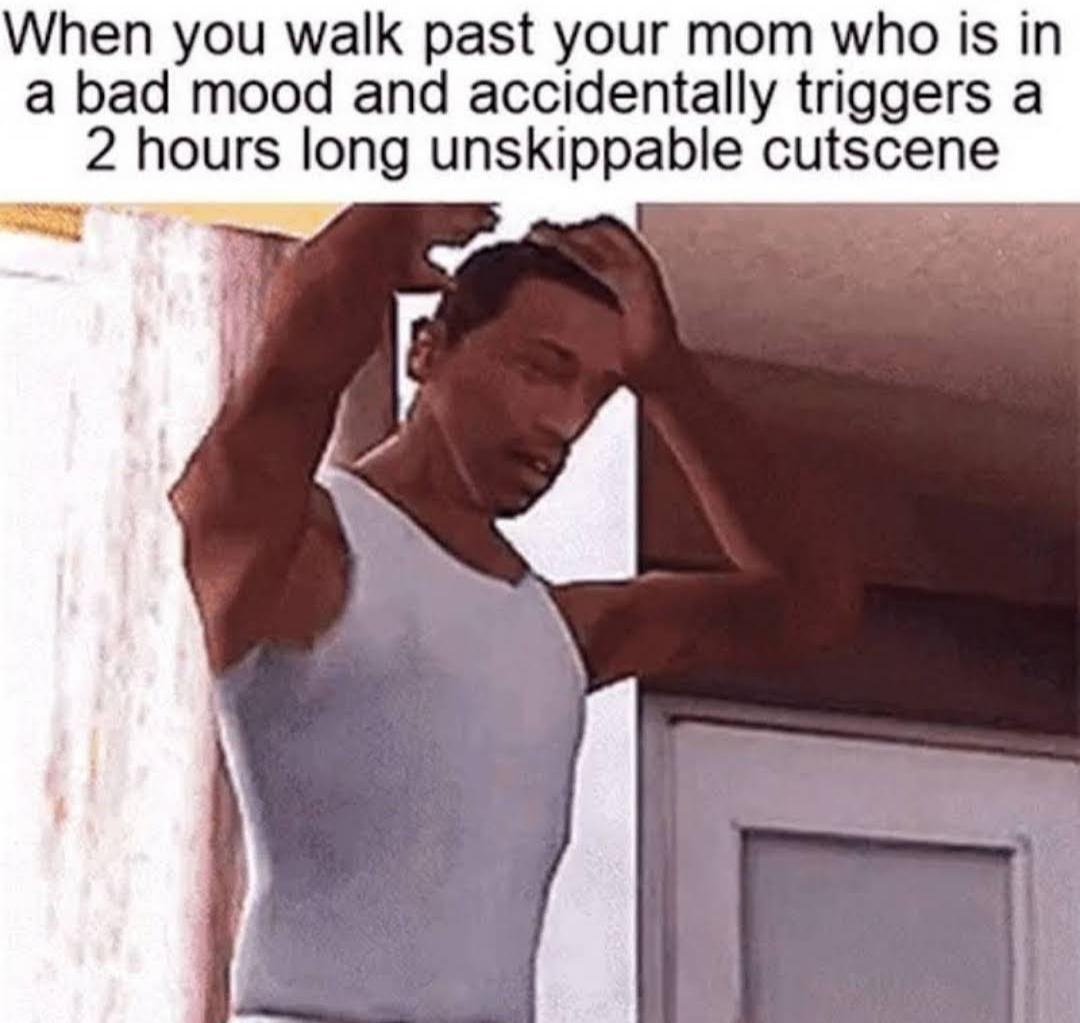 When you walk past your mom who is in
a bad mood and accidentally triggers a
2 hours long unskippable cutscene